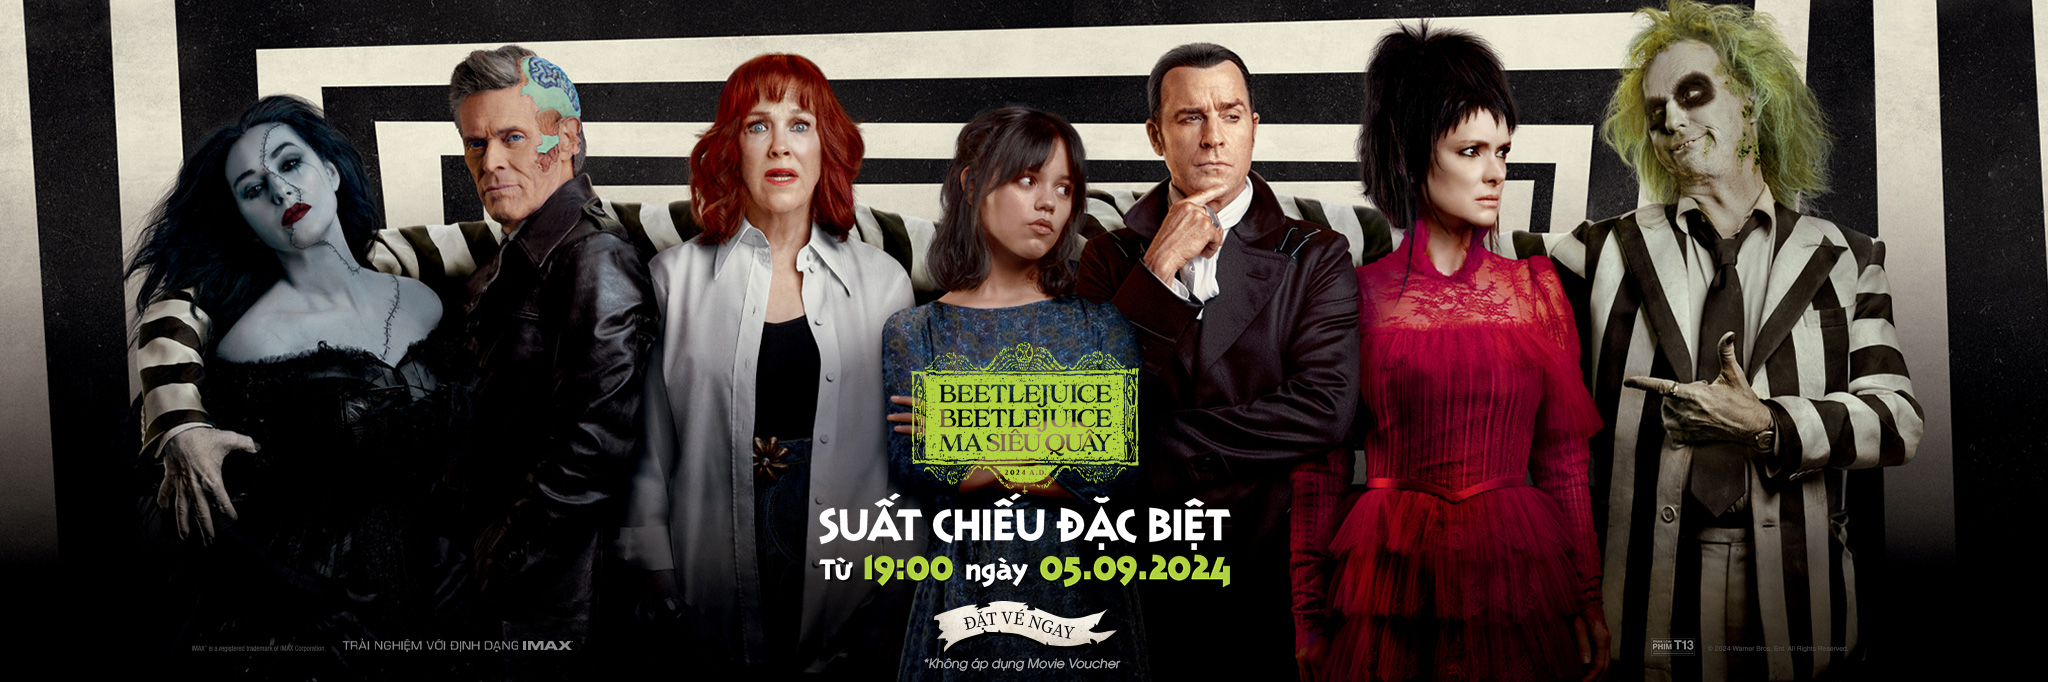 BEETLEJUICE
BEETLEJUICE
MA SIÊU QUẬY
2024 A.D.
SUẤT CHIẾU ĐẶC BIỆT
Từ 19:00 ngày 05.09.2024
ĐẶT VÉ NGAY
*Không áp dụng Movie Voucher
IMAX® is a registered trademark of IMAX Corporation.
TRẢI NGHIỆM VỚI ĐỊNH DẠNG IMAX
PHIM T13
© 2024 Warner Bros. Ent. All Rights Reserved.